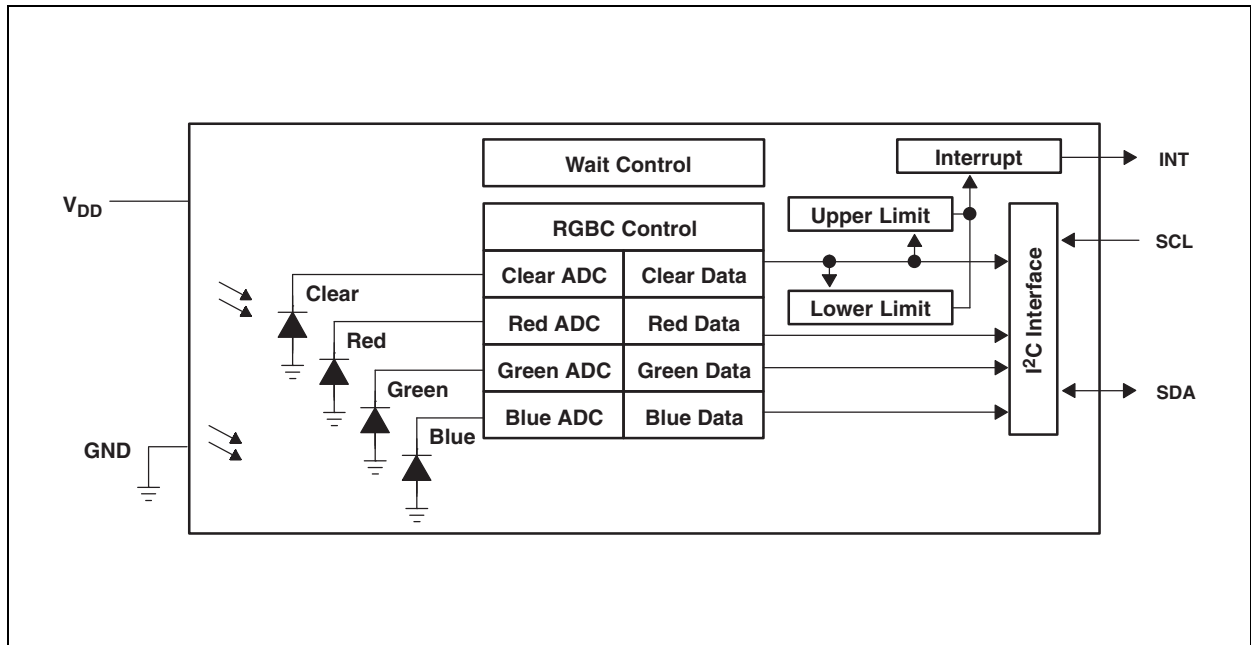 Wait Control
Interrupt
INT
V_DD
RGBC Control
Upper Limit
SCL
Clear
Clear ADC
Clear Data
Lower Limit
I²C Interface
Red
Red ADC
Red Data
Green
Green ADC
Green Data
SDA
Blue
Blue ADC
Blue Data
GND